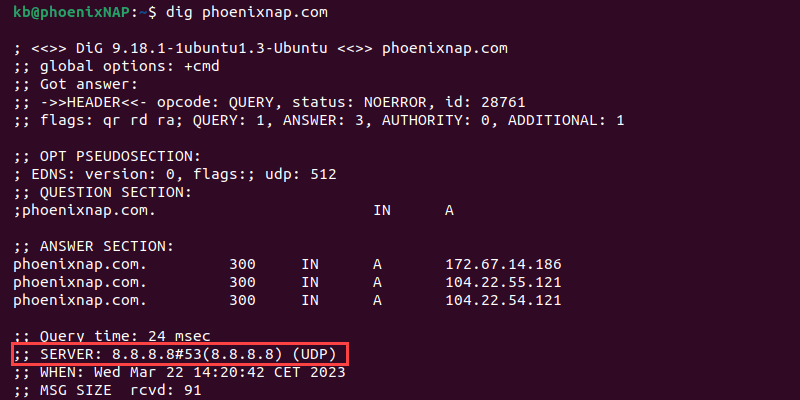 kb@phoenixNAP:~$ dig phoenixnap.com
; <<>> DiG 9.18.1-1ubuntu1.3-Ubuntu <<>> phoenixnap.com
;; global options: +cmd
;; Got answer:
;; ->>HEADER<<- opcode: QUERY, status: NOERROR, id: 28761
;; flags: qr rd ra; QUERY: 1, ANSWER: 3, AUTHORITY: 0, ADDITIONAL: 1
;; OPT PSEUDOSECTION:
; EDNS: version: 0, flags:; udp: 512
;; QUESTION SECTION:
;phoenixnap.com. IN A
;; ANSWER SECTION:
phoenixnap.com. 300 IN A 172.67.14.186
phoenixnap.com. 300 IN A 104.22.55.121
phoenixnap.com. 300 IN A 104.22.54.121
;; Query time: 24 msec
;; SERVER: 8.8.8.8#53(8.8.8.8) (UDP)
;; WHEN: Wed Mar 22 14:20:42 CET 2023
;; MSG SIZE rcvd: 91